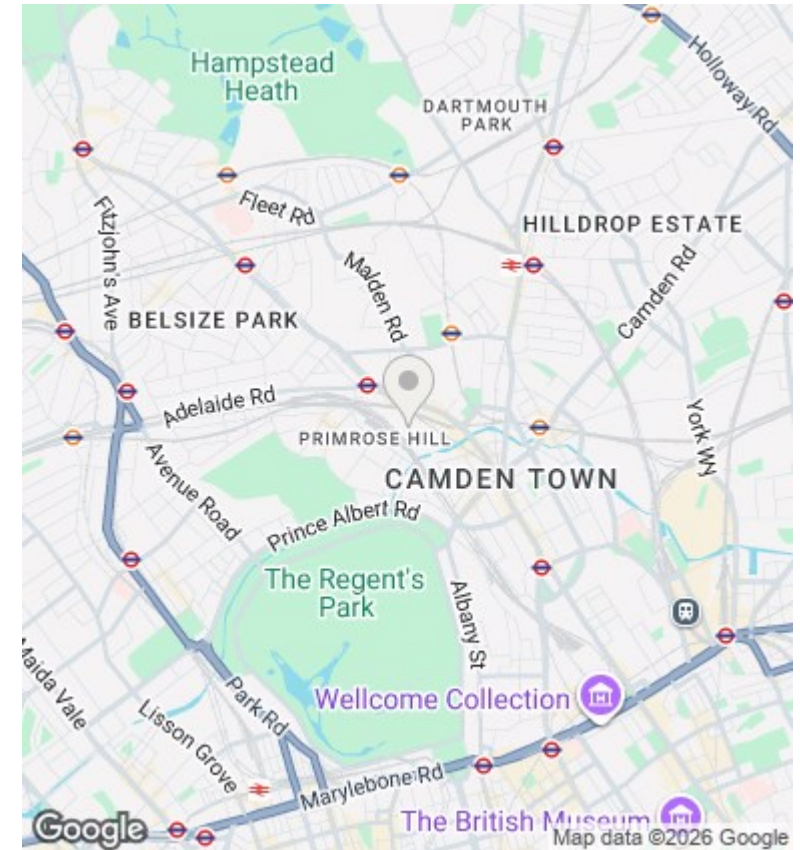 Hampstead
Heath
DARTMOUTH
PARK
Holloway Rd
Fitzjohn's Ave
Fleet Rd
HILLDROP ESTATE
Malden Rd
Camden Rd
BELSIZE PARK
Adelaide Rd
PRIMROSE HILL
York Wy
CAMDEN TOWN
Avenue Road
Prince Albert Rd
The Regent's
Park
Albany St
Maida Vale
Lisson Grove
Park Rd
Wellcome Collection
Marylebone Rd
The British Museum
Google
Map data ©2026 Google